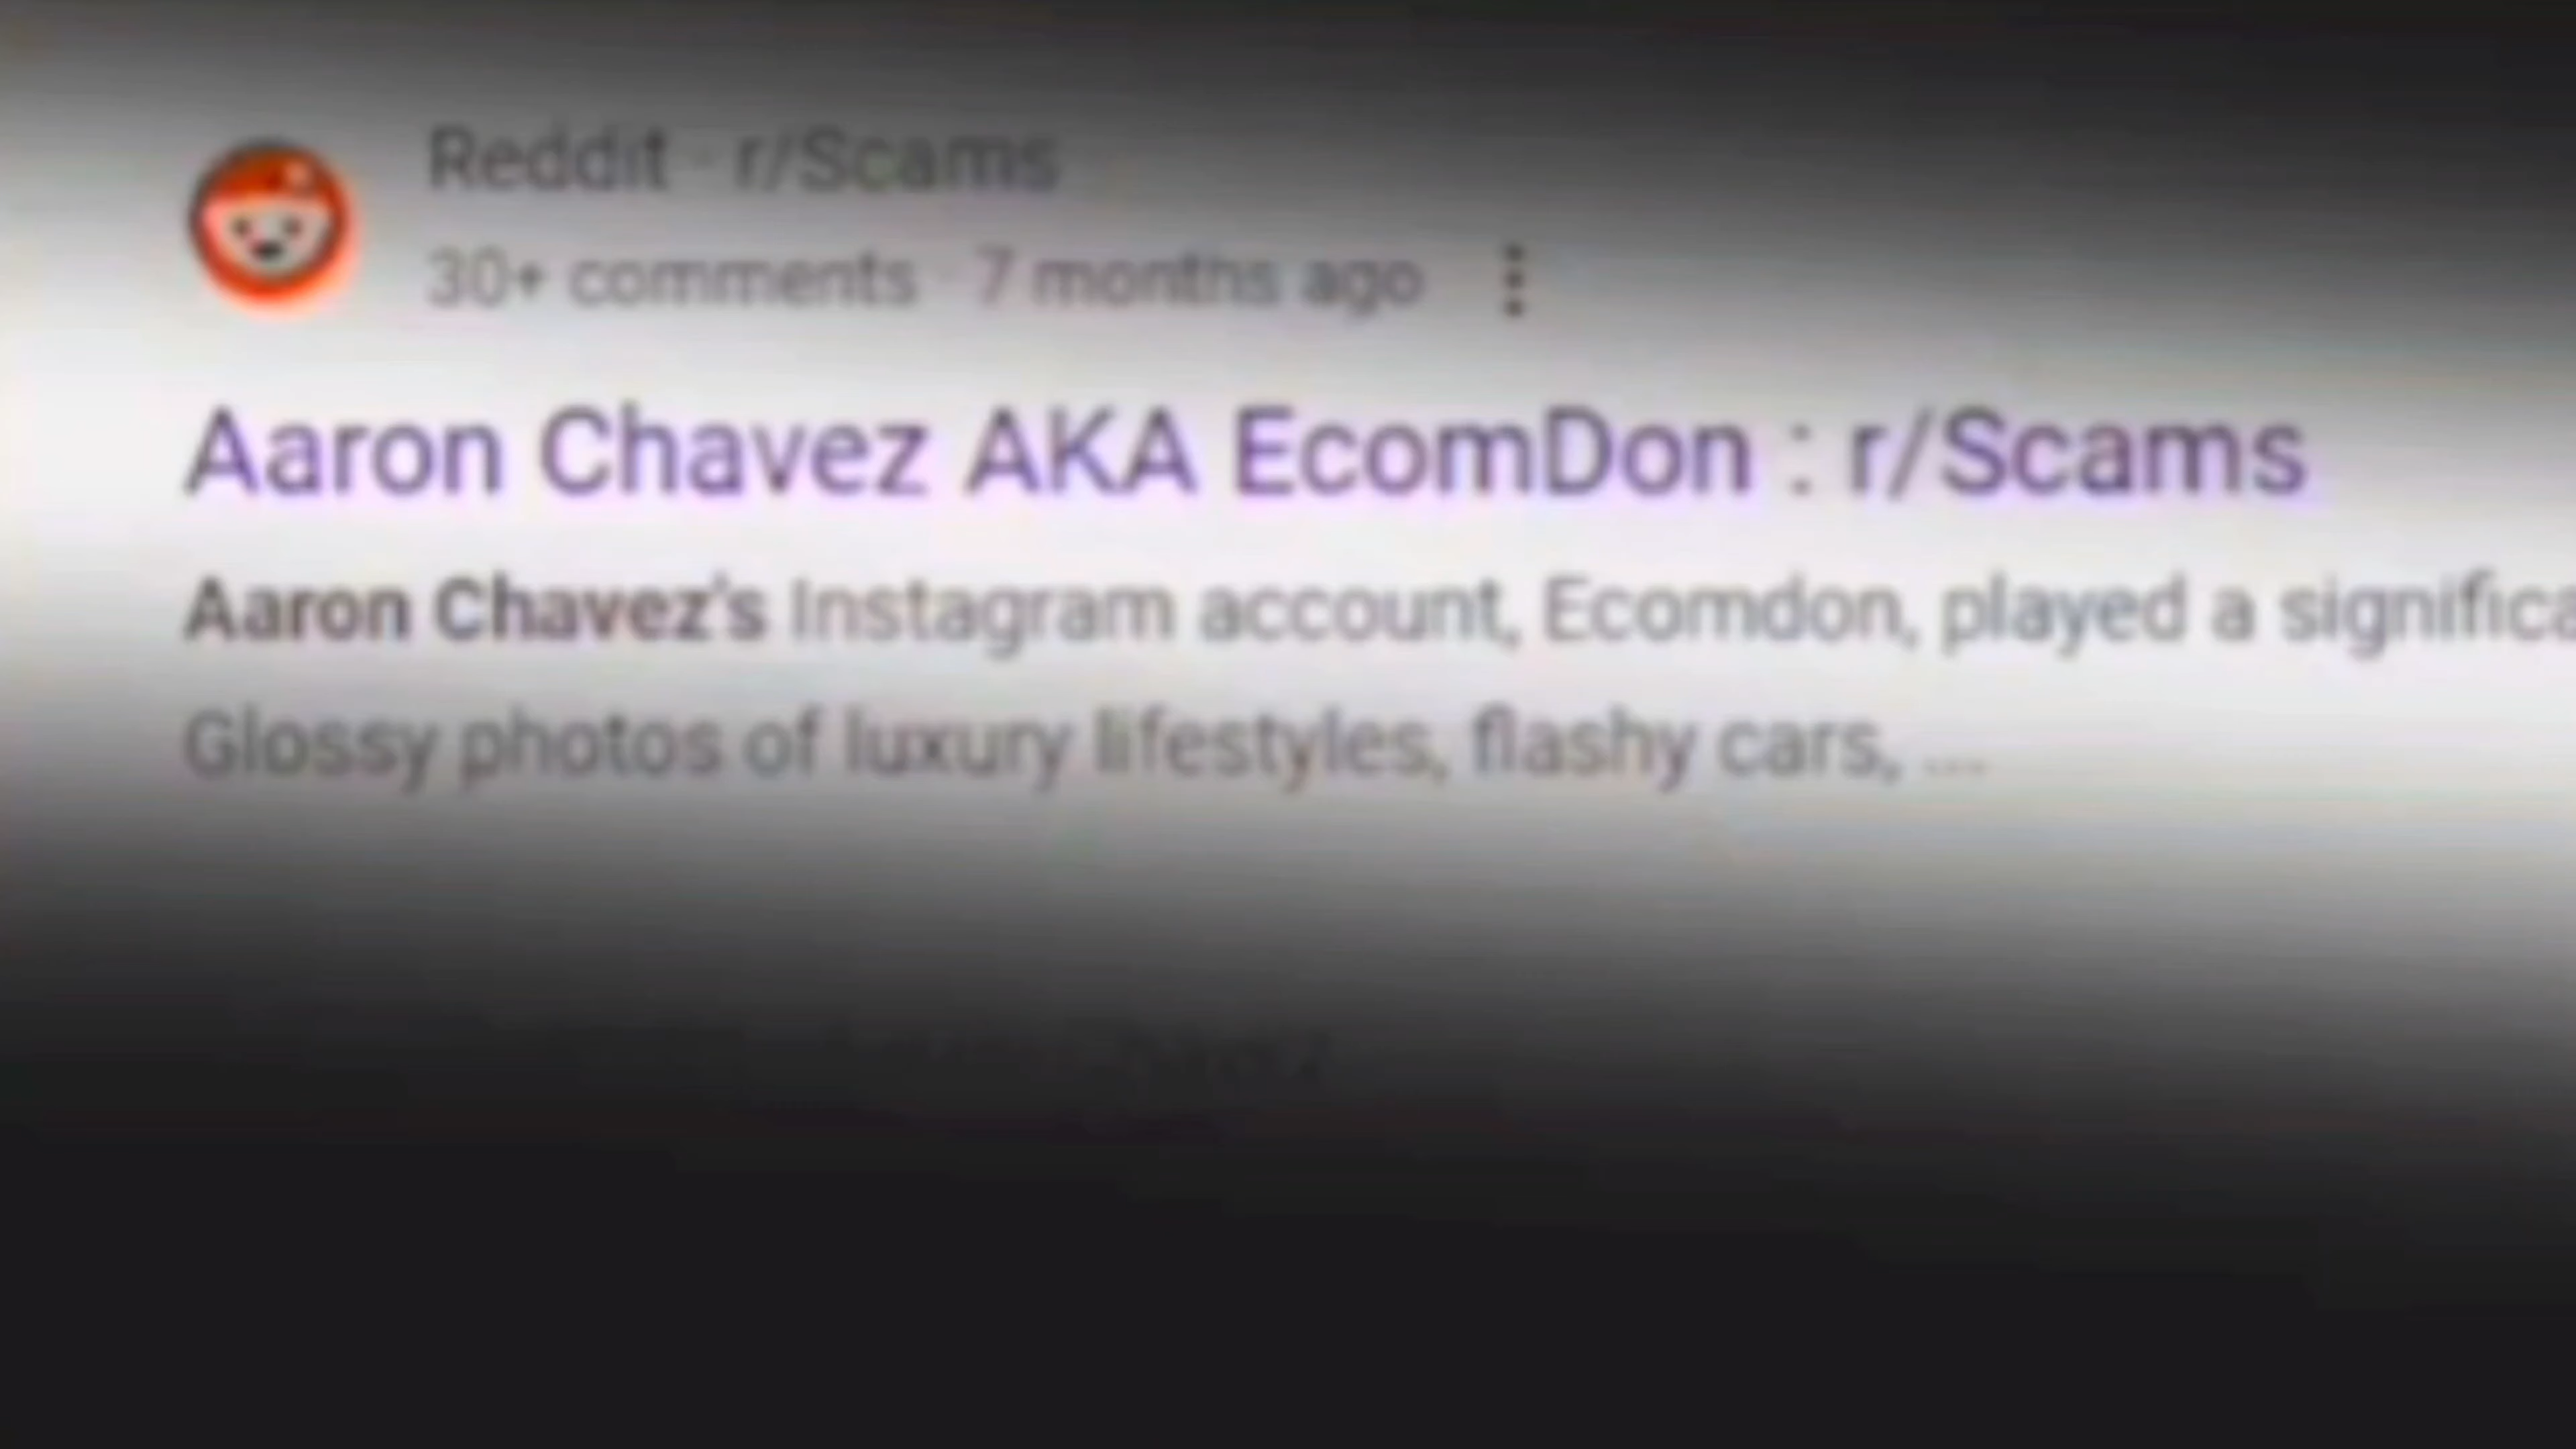 Reddit · r/Scams
30+ comments · 7 months ago
Aaron Chavez AKA EcomDon : r/Scams
Aaron Chavez's Instagram account, Ecomdon, played a significa
Glossy photos of luxury lifestyles, flashy cars, ...